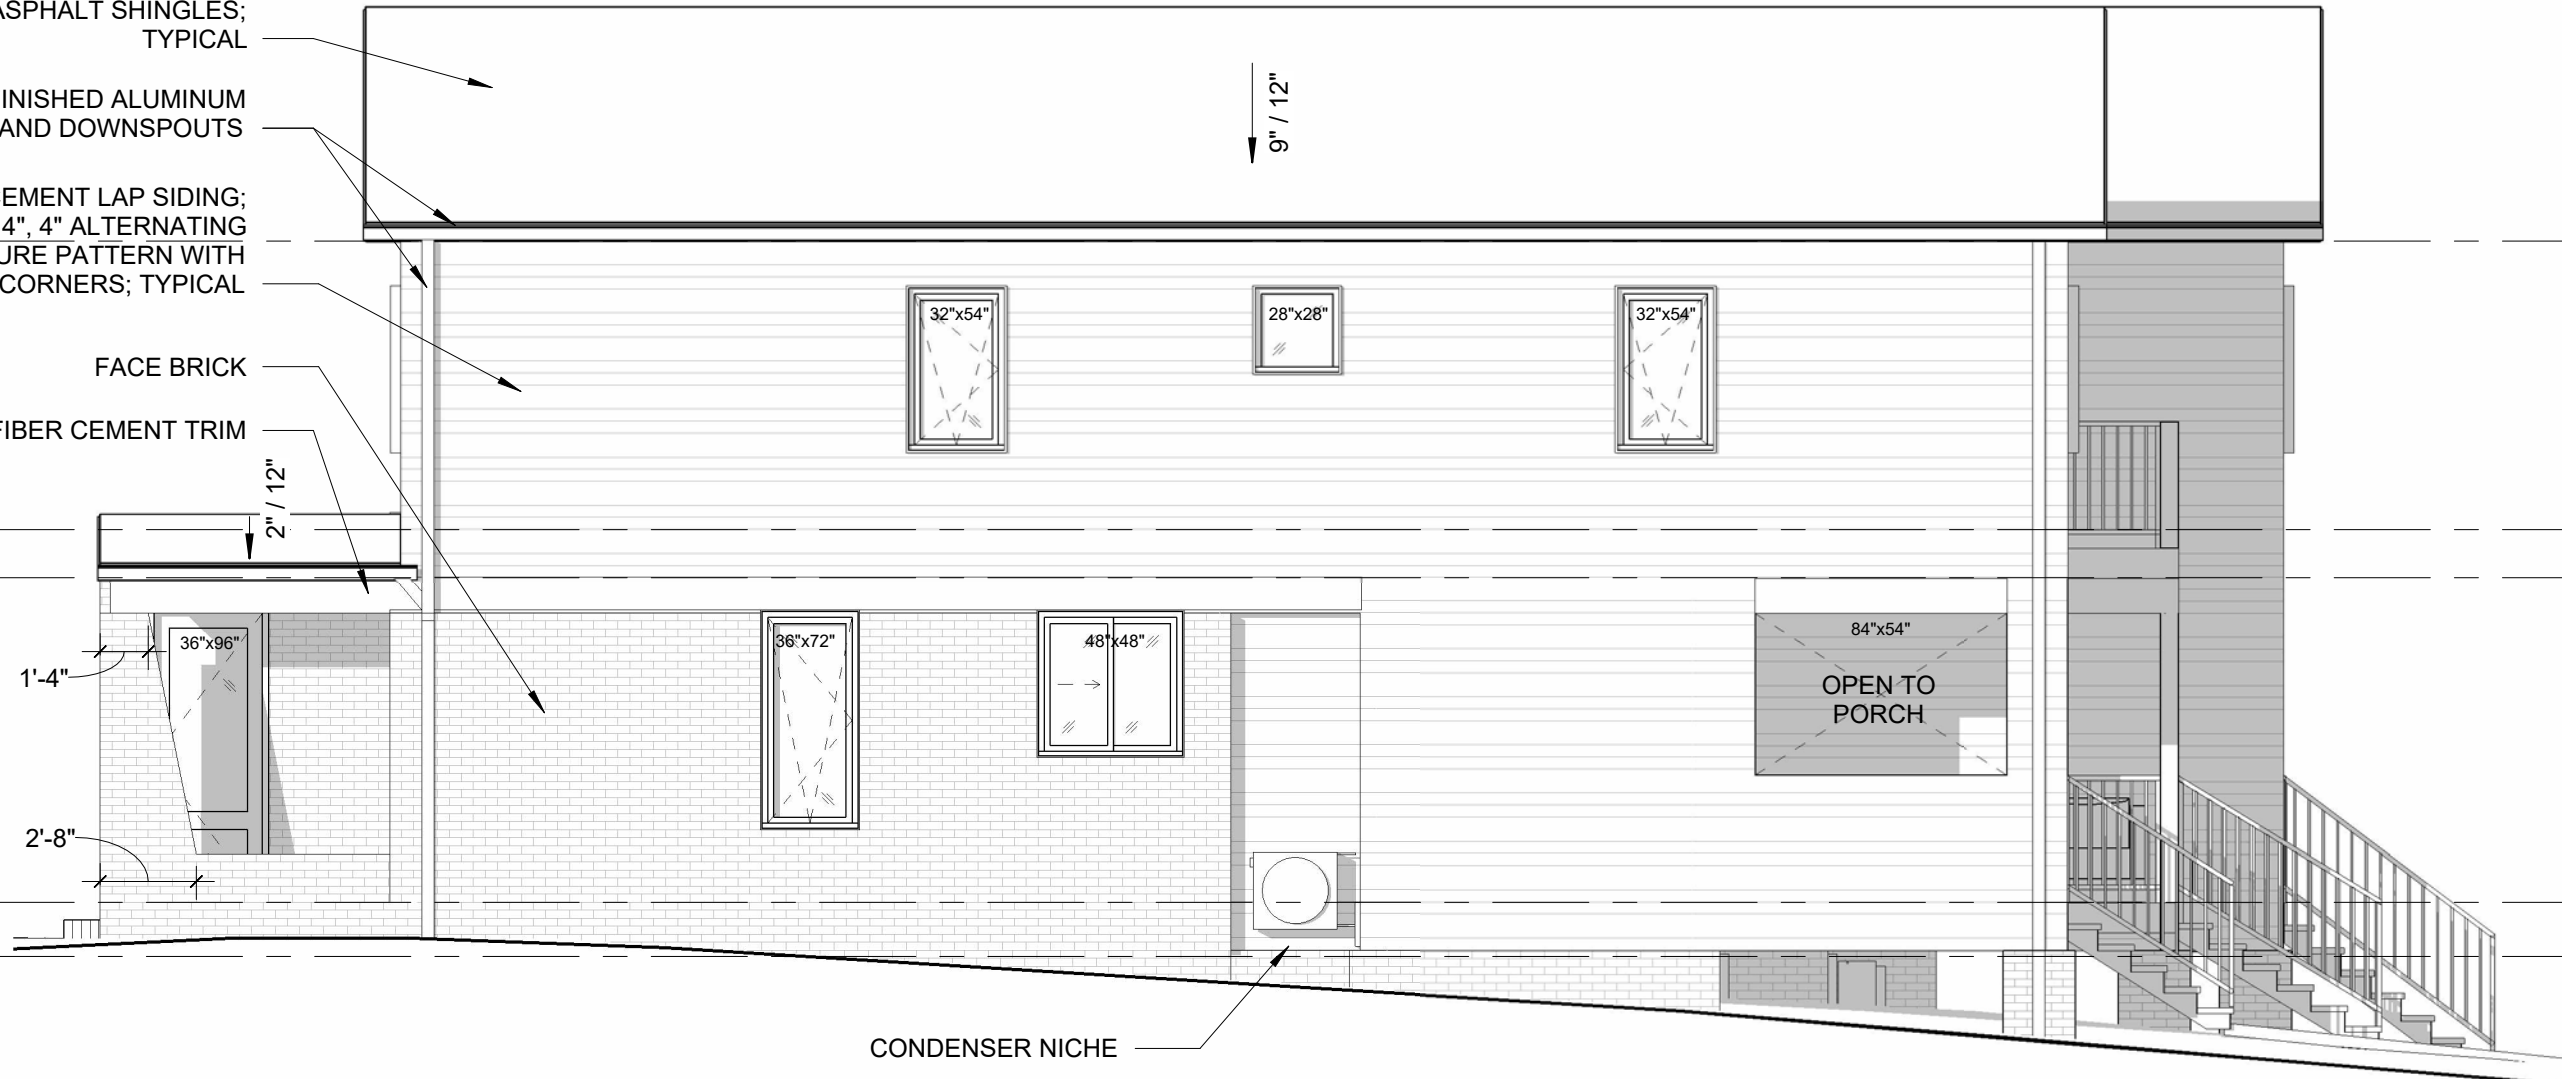 ASPHALT SHINGLES;
TYPICAL
9" / 12"
INISHED ALUMINUM
AND DOWNSPOUTS
CEMENT LAP SIDING;
4", 4" ALTERNATING
URE PATTERN WITH
CORNERS; TYPICAL
32"x54"
28"x28"
32"x54"
FACE BRICK
FIBER CEMENT TRIM
2" / 12"
36"x96"
36"x72"
48"x48"
84"x54"
1'-4"
OPEN TO
PORCH
2'-8"
CONDENSER NICHE